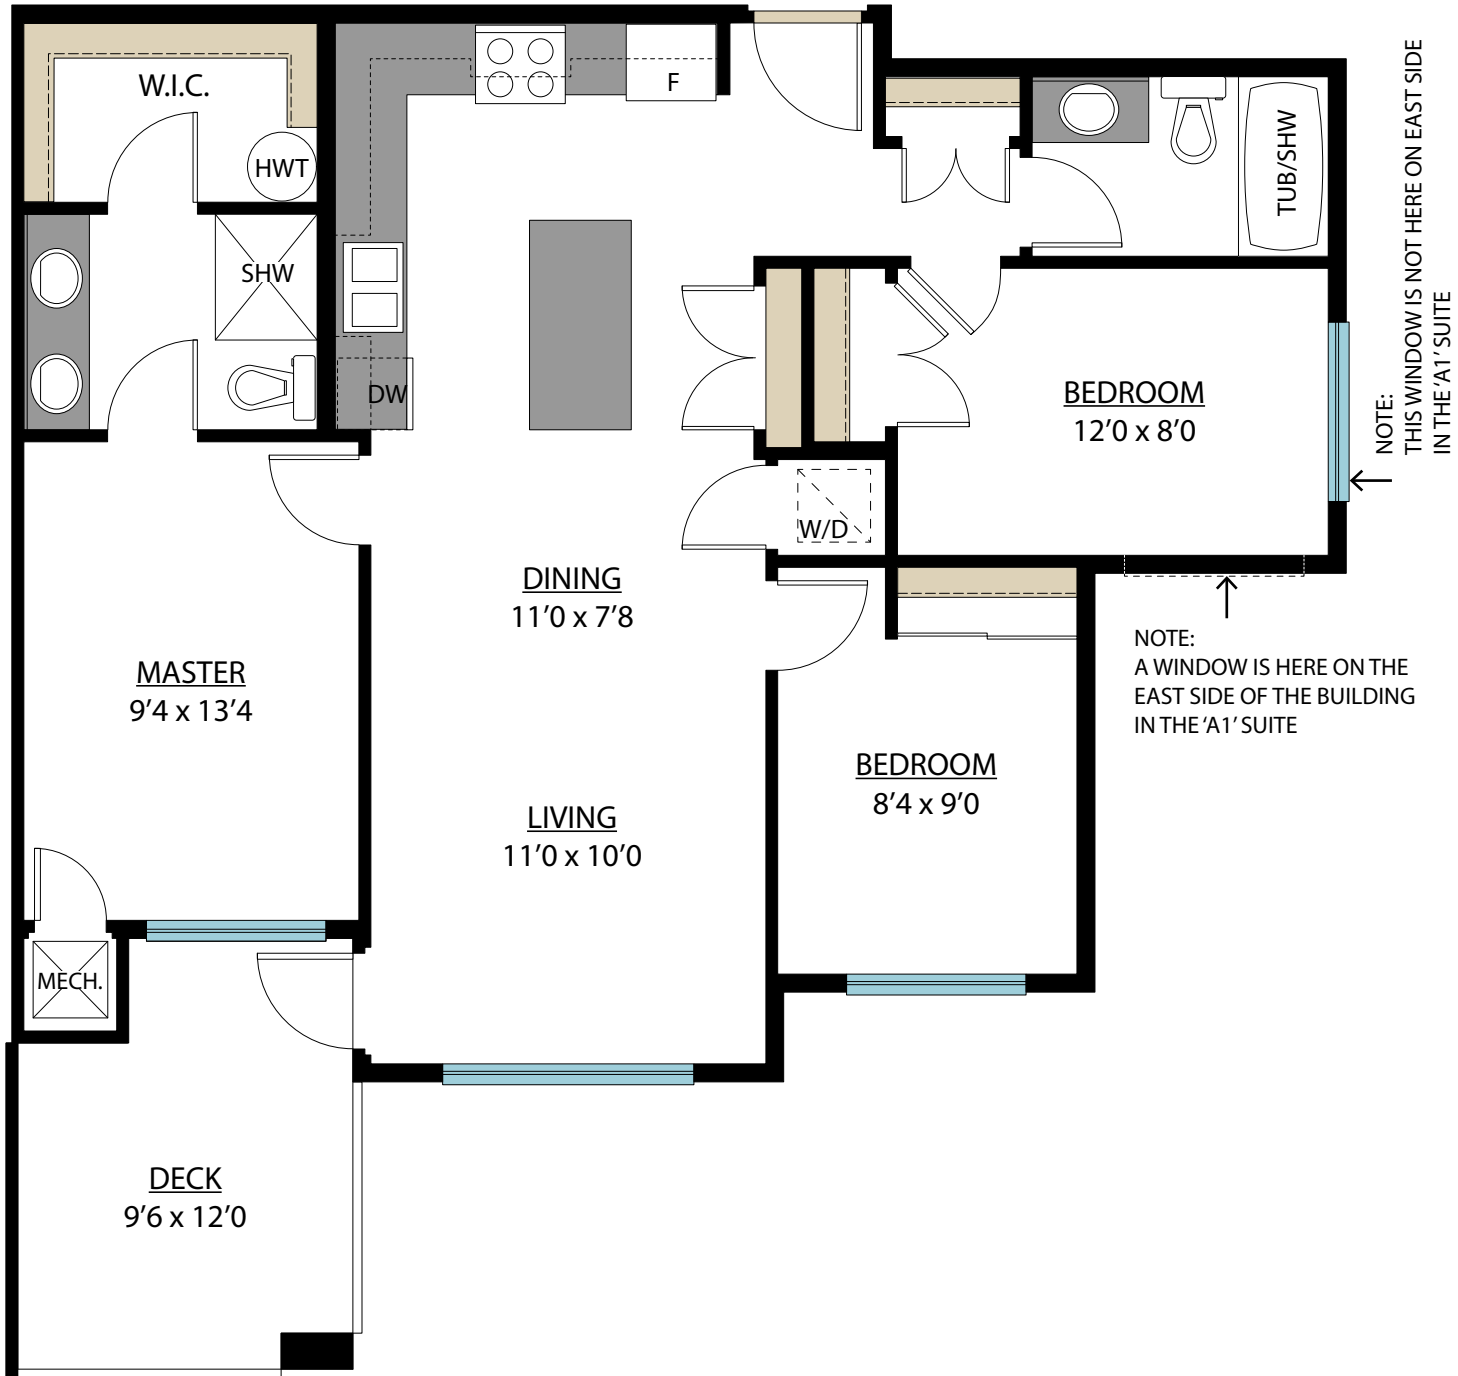 W.I.C.
HWT
F
TUB/SHW
SHW
DW
BEDROOM
12’0 x 8’0
NOTE:
THIS WINDOW IS NOT HERE ON EAST SIDE
IN THE ‘A1’ SUITE
W/D
DINING
11’0 x 7’8
NOTE:
A WINDOW IS HERE ON THE
EAST SIDE OF THE BUILDING
IN THE ‘A1’ SUITE
MASTER
9’4 x 13’4
BEDROOM
8’4 x 9’0
LIVING
11’0 x 10’0
MECH.
DECK
9’6 x 12’0